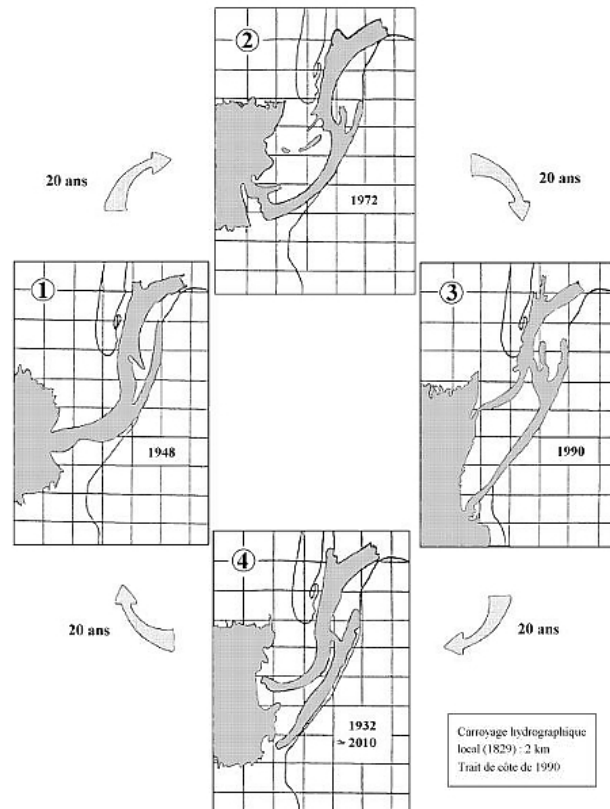 2
20 ans
1972
20 ans
1
1948
3
1990
4
20 ans
1932
≃ 2010
20 ans
Carroyage hydrographique
local (1829) : 2 km
Trait de côte de 1990